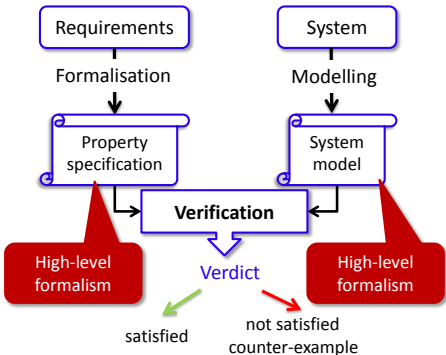 Requirements
System
Formalisation
Modelling
Property
specification
System
model
Verification
High-level
formalism
High-level
formalism
Verdict
satisfied
not satisfied
counter-example